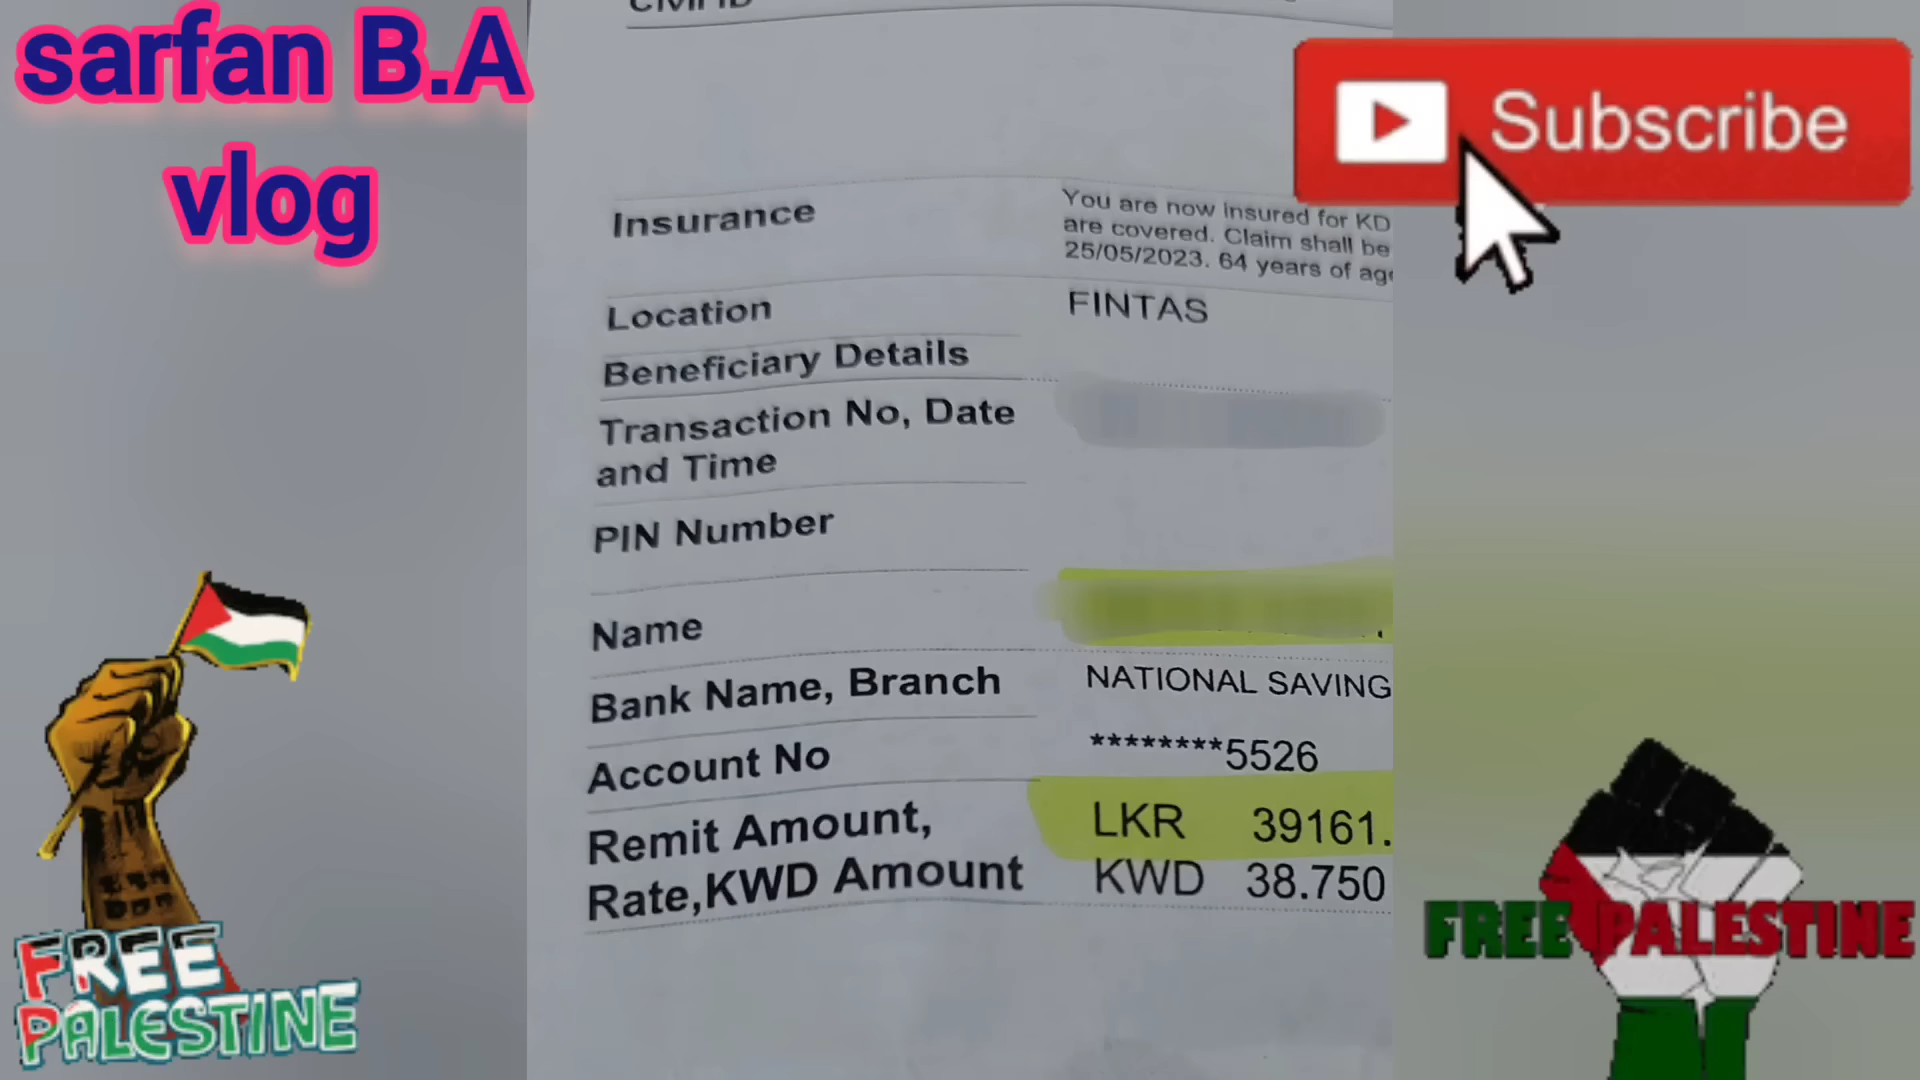 sarfan B.A
vlog
Subscribe
Insurance
You are now insured for KD
are covered. Claim shall be
25/05/2023. 64 years of age
Location
FINTAS
Beneficiary Details
Transaction No, Date
and Time
PIN Number
Name
Bank Name, Branch
NATIONAL SAVING
Account No
********5526
Remit Amount,
LKR 39161.
Rate,KWD Amount
KWD 38.750
FREE
PALESTINE
FREE PALESTINE